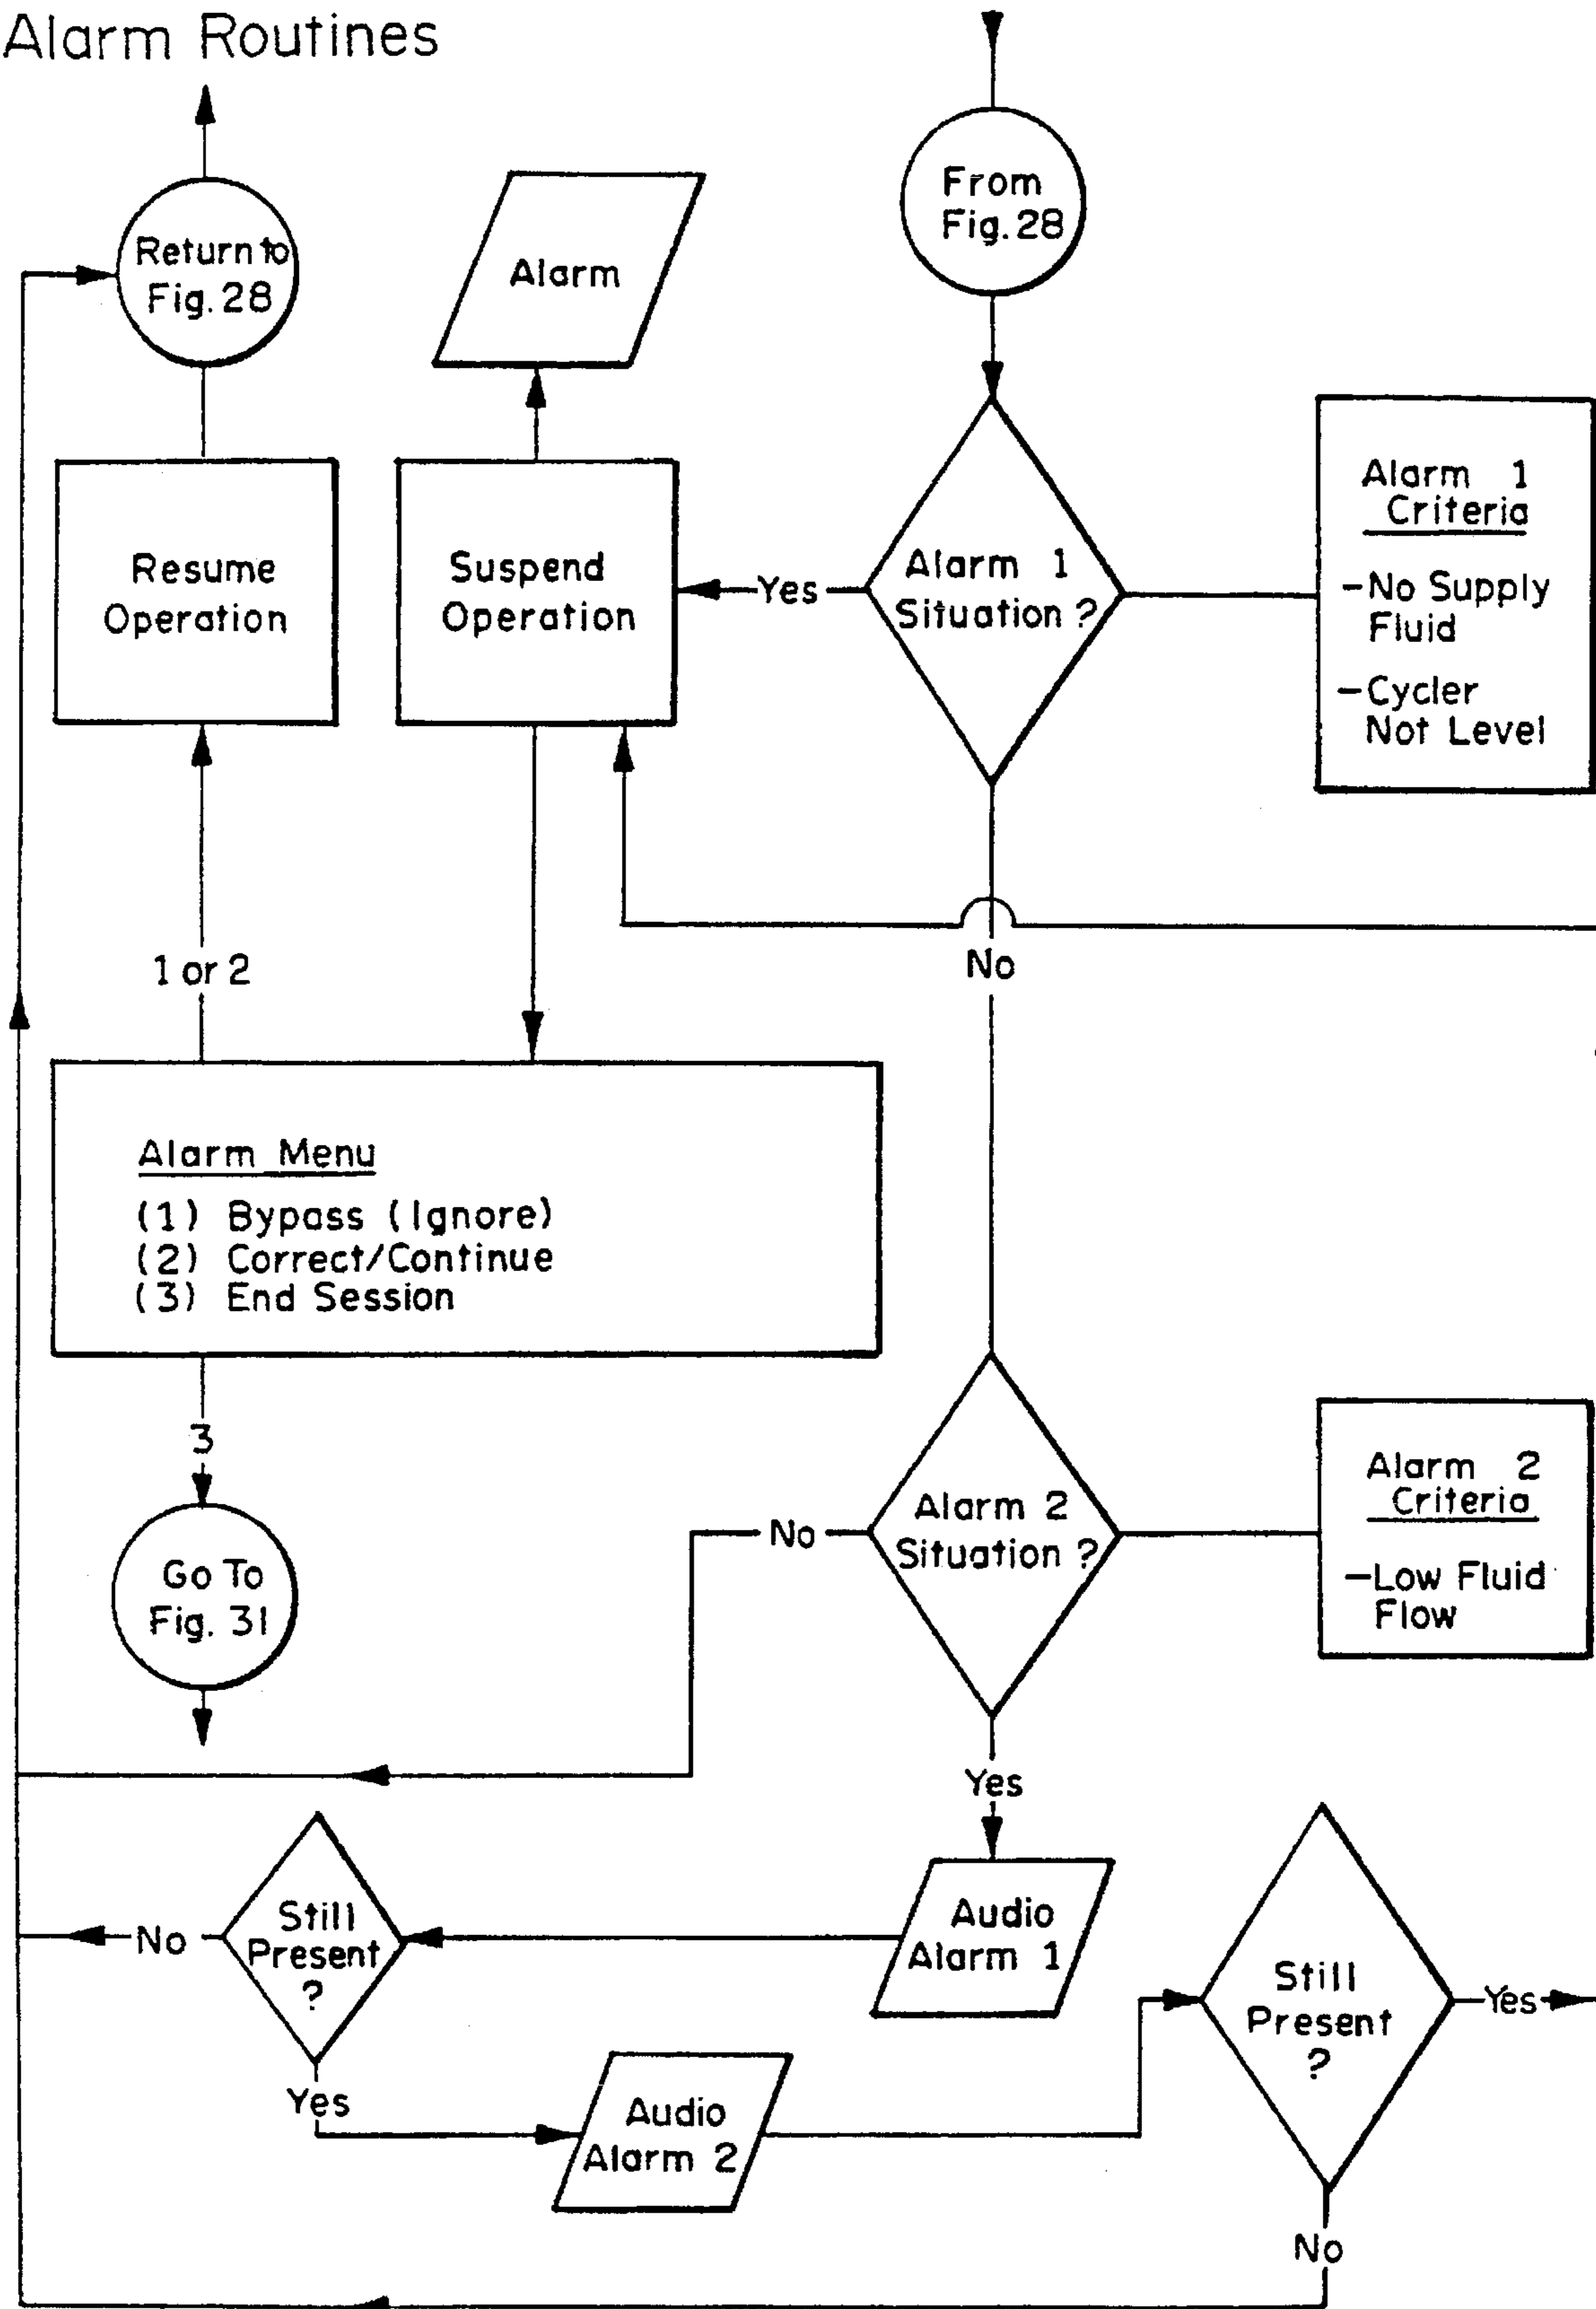 Alarm Routines
From
Fig. 28
Return to
Fig. 28
Alarm
Alarm 1
Criteria
-No Supply
Fluid
-Cycler
Not Level
Resume
Operation
Suspend
Operation
Yes
Alarm 1
Situation ?
No
1 or 2
Alarm Menu
(1) Bypass (Ignore)
(2) Correct/Continue
(3) End Session
3
Go To
Fig. 31
No
Alarm 2
Situation ?
Alarm 2
Criteria
-Low Fluid
Flow
Yes
Audio
Alarm 1
No
Still
Present
?
Yes
Audio
Alarm 2
Still
Present
?
Yes
No